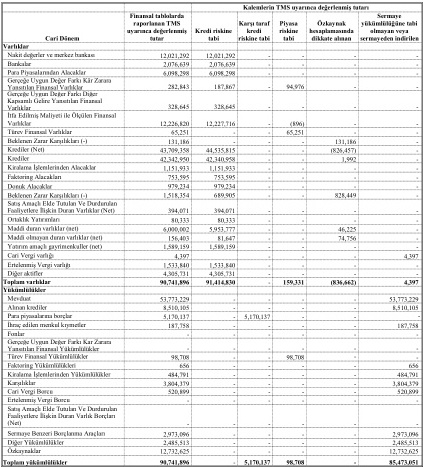 Kalemlerin TMS uyarınca değerlenmiş tutarı
Cari Dönem | Finansal tablolarda raporlanan TMS uyarınca değerlenmiş tutar | Kredi riskine tabi | Karşı taraf kredi riskine tabi | Piyasa riskine tabi | Özkaynak hesaplamasında dikkate alınan | Sermaye yükümlülüğüne tabi olmayan veya sermayeden indirilen
Varlıklar
Nakit değerler ve merkez bankası 12,021,292 12,021,292 - - - -
Bankalar 2,076,639 2,076,639 - - - -
Para Piyasalarından Alacaklar 6,098,298 6,098,298 - - - -
Gerçeğe Uygun Değer Farkı Kâr Zarara
Yansıtılan Finansal Varlıklar 282,843 187,867 - 94,976 - -
Gerçeğe Uygun Değer Farkı Diğer
Kapsamlı Gelire Yansıtılan Finansal
Varlıklar 328,645 328,645 - - - -
İtfa Edilmiş Maliyeti ile Ölçülen Finansal
Varlıklar 12,226,820 12,227,716 - (896) - -
Türev Finansal Varlıklar 65,251 - - 65,251 - -
Beklenen Zarar Karşılıkları (-) 131,186 - - - 131,186 -
Krediler (Net) 43,709,358 44,535,815 - - (826,457) -
Krediler 42,342,950 42,340,958 - - 1,992 -
Kiralama İşlemlerinden Alacaklar 1,151,933 1,151,933 - - - -
Faktoring Alacakları 753,595 753,595 - - - -
Donuk Alacaklar 979,234 979,234 - - - -
Beklenen Zarar Karşılıkları (-) 1,518,354 689,905 - - 828,449 -
Satış Amaçlı Elde Tutulan Ve Durdurulan
Faaliyetlere İlişkin Duran Varlıklar (Net) 394,071 394,071 - - - -
Ortaklık Yatırımları 80,333 80,333 - - - -
Maddi duran varlıklar (net) 6,000,002 5,953,777 - - 46,225 -
Maddi olmayan duran varlıklar (net) 156,403 81,647 - - 74,756 -
Yatırım amaçlı gayrimenkuller (net) 1,589,159 1,589,159 - - - -
Cari Vergi varlığı 4,397 - - - - 4,397
Ertelenmiş Vergi varlığı 1,533,840 1,533,840 - - - -
Diğer aktifler 4,305,731 4,305,731 - - - -
Toplam varlıklar 90,741,896 91,414,830 - 159,331 (836,662) 4,397
Yükümlülükler
Mevduat 53,773,229 - - - - 53,773,229
Alınan krediler 8,510,105 - - - - 8,510,105
Para piyasalarına borçlar 5,170,137 - 5,170,137 - - -
İhraç edilen menkul kıymetler 187,758 - - - - 187,758
Fonlar - - - - - -
Gerçeğe Uygun Değer Farkı Kar Zarara
Yansıtılan Finansal Yükümlülükler - - - - - -
Türev Finansal Yükümlülükler 98,708 - - 98,708 - -
Faktoring Yükümlülükleri 656 - - - - 656
Kiralama İşlemlerinden Yükümlülükler 484,791 - - - - 484,791
Karşılıklar 3,804,379 - - - - 3,804,379
Cari Vergi Borcu 520,899 - - - - 520,899
Ertelenmiş Vergi Borcu - - - - - -
Satış Amaçlı Elde Tutulan Ve Durdurulan
Faaliyetlere İlişkin Duran Varlık Borçları
(Net) - - - - - -
Sermaye Benzeri Borçlanma Araçları 2,973,096 - - - - 2,973,096
Diğer Yükümlülükler 2,485,513 - - - - 2,485,513
Özkaynaklar 12,732,625 - - - - 12,732,625
Toplam yükümlülükler 90,741,896 - 5,170,137 98,708 - 85,473,051